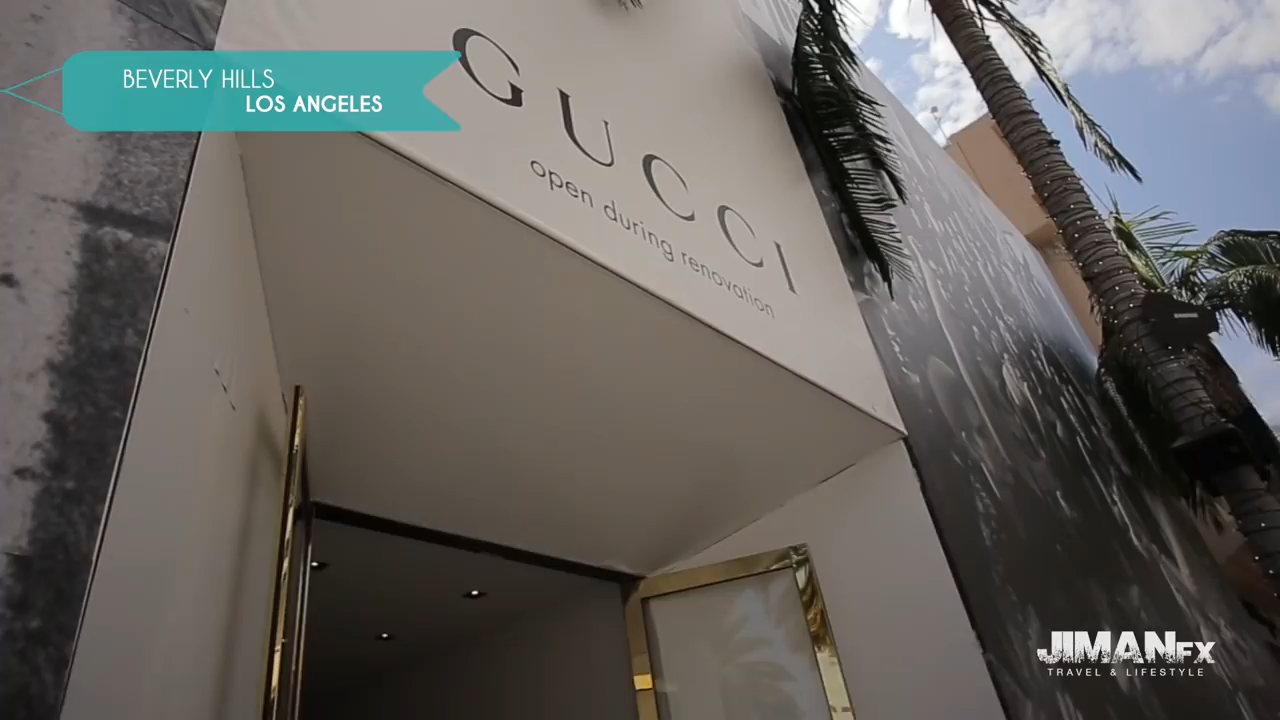 BEVERLY HILLS
LOS ANGELES
GUCCI
open during renovation
JIMANFX
TRAVEL & LIFESTYLE